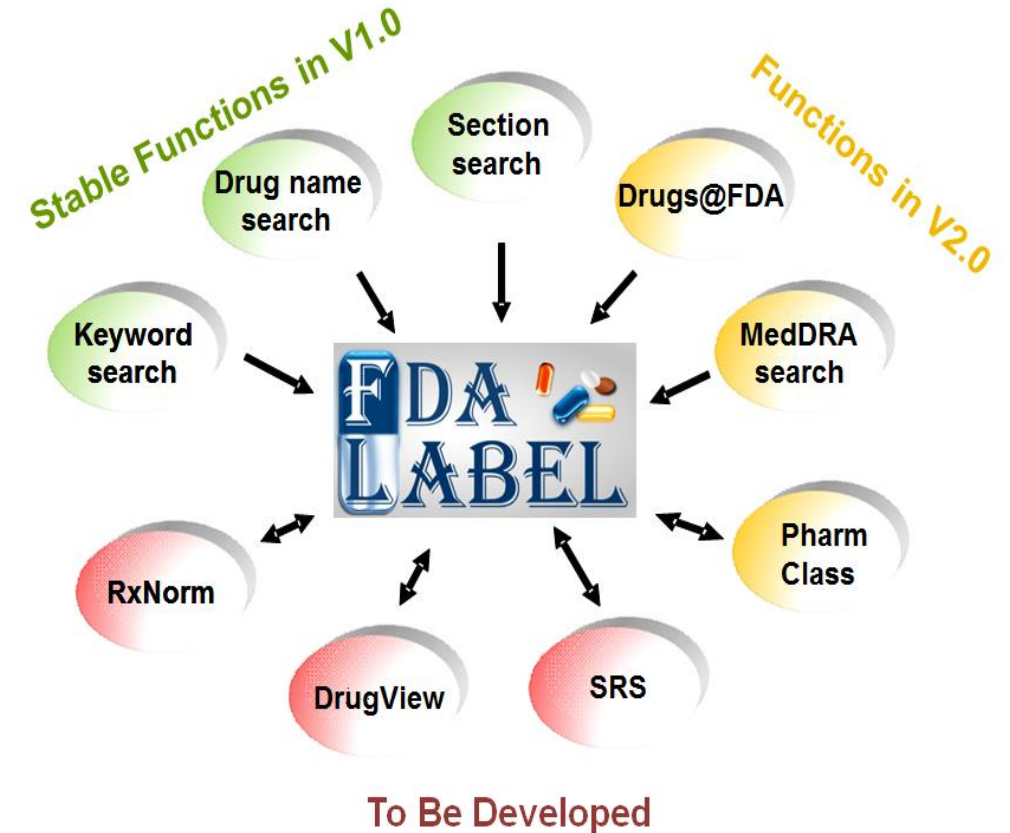 Stable Functions in V1.0
Functions in V2.0
Section
search
Drug name
search
Drugs@FDA
Keyword
search
MedDRA
search
FDA
LABEL
Pharm
Class
RxNorm
DrugView
SRS
To Be Developed